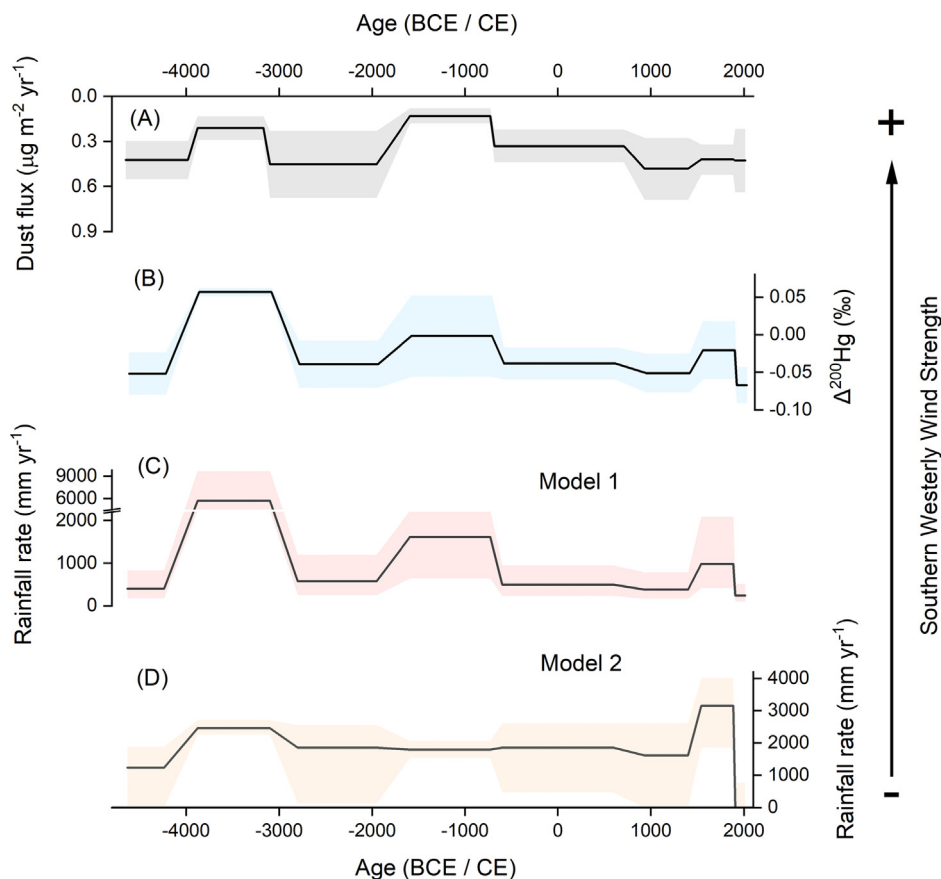 Age (BCE / CE)
-4000 -3000 -2000 -1000 0 1000 2000
Dust flux (μg m⁻² yr⁻¹)
0.0
0.3
0.6
0.9
(A)
(B)
0.05
0.00
-0.05
-0.10
Δ²⁰⁰Hg (‰)
(C)
Model 1
Rainfall rate (mm yr⁻¹)
9000
6000
2000
1000
0
(D)
Model 2
4000
3000
2000
1000
0
Rainfall rate (mm yr⁻¹)
-4000 -3000 -2000 -1000 0 1000 2000
Age (BCE / CE)
+
Southern Westerly Wind Strength
-